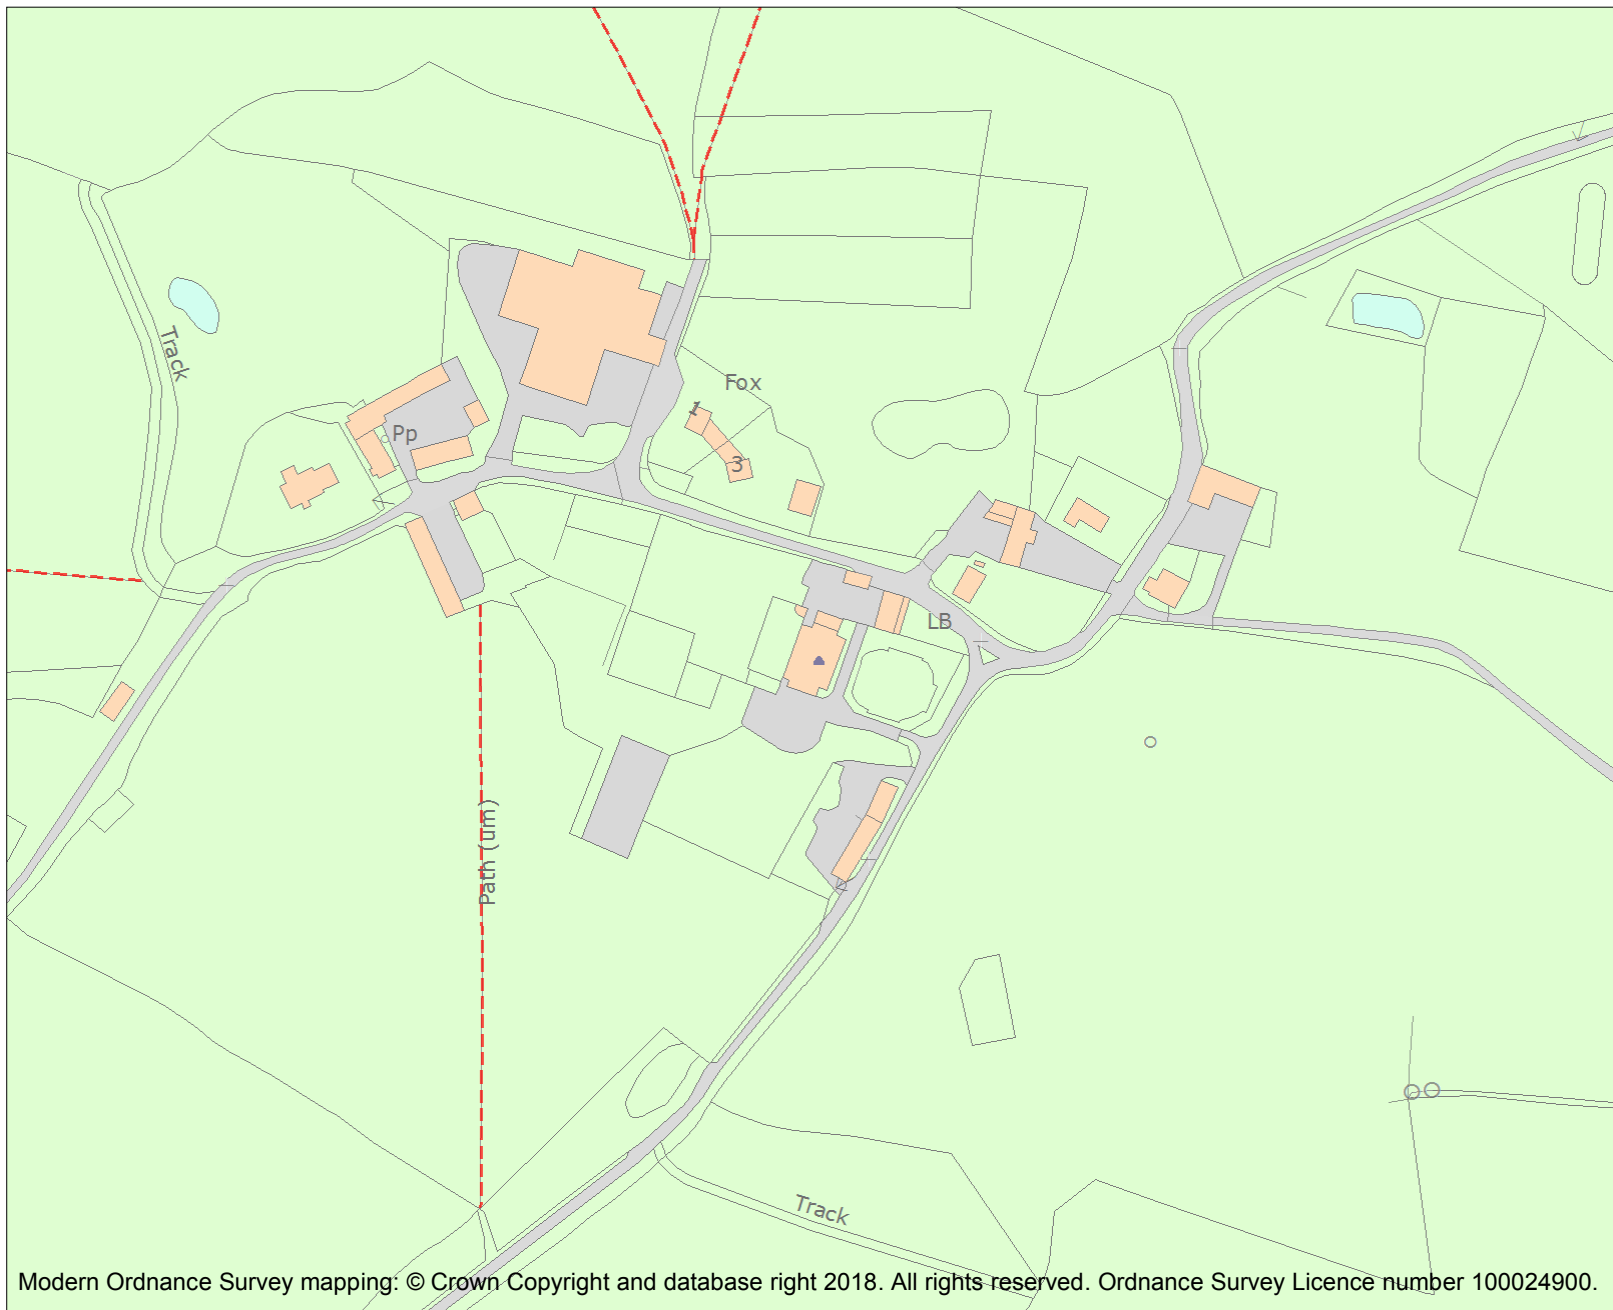 Track
Fox
1
Pp
3
LB
Path (um)
Track
Modern Ordnance Survey mapping: © Crown Copyright and database right 2018. All rights reserved. Ordnance Survey Licence number 100024900.